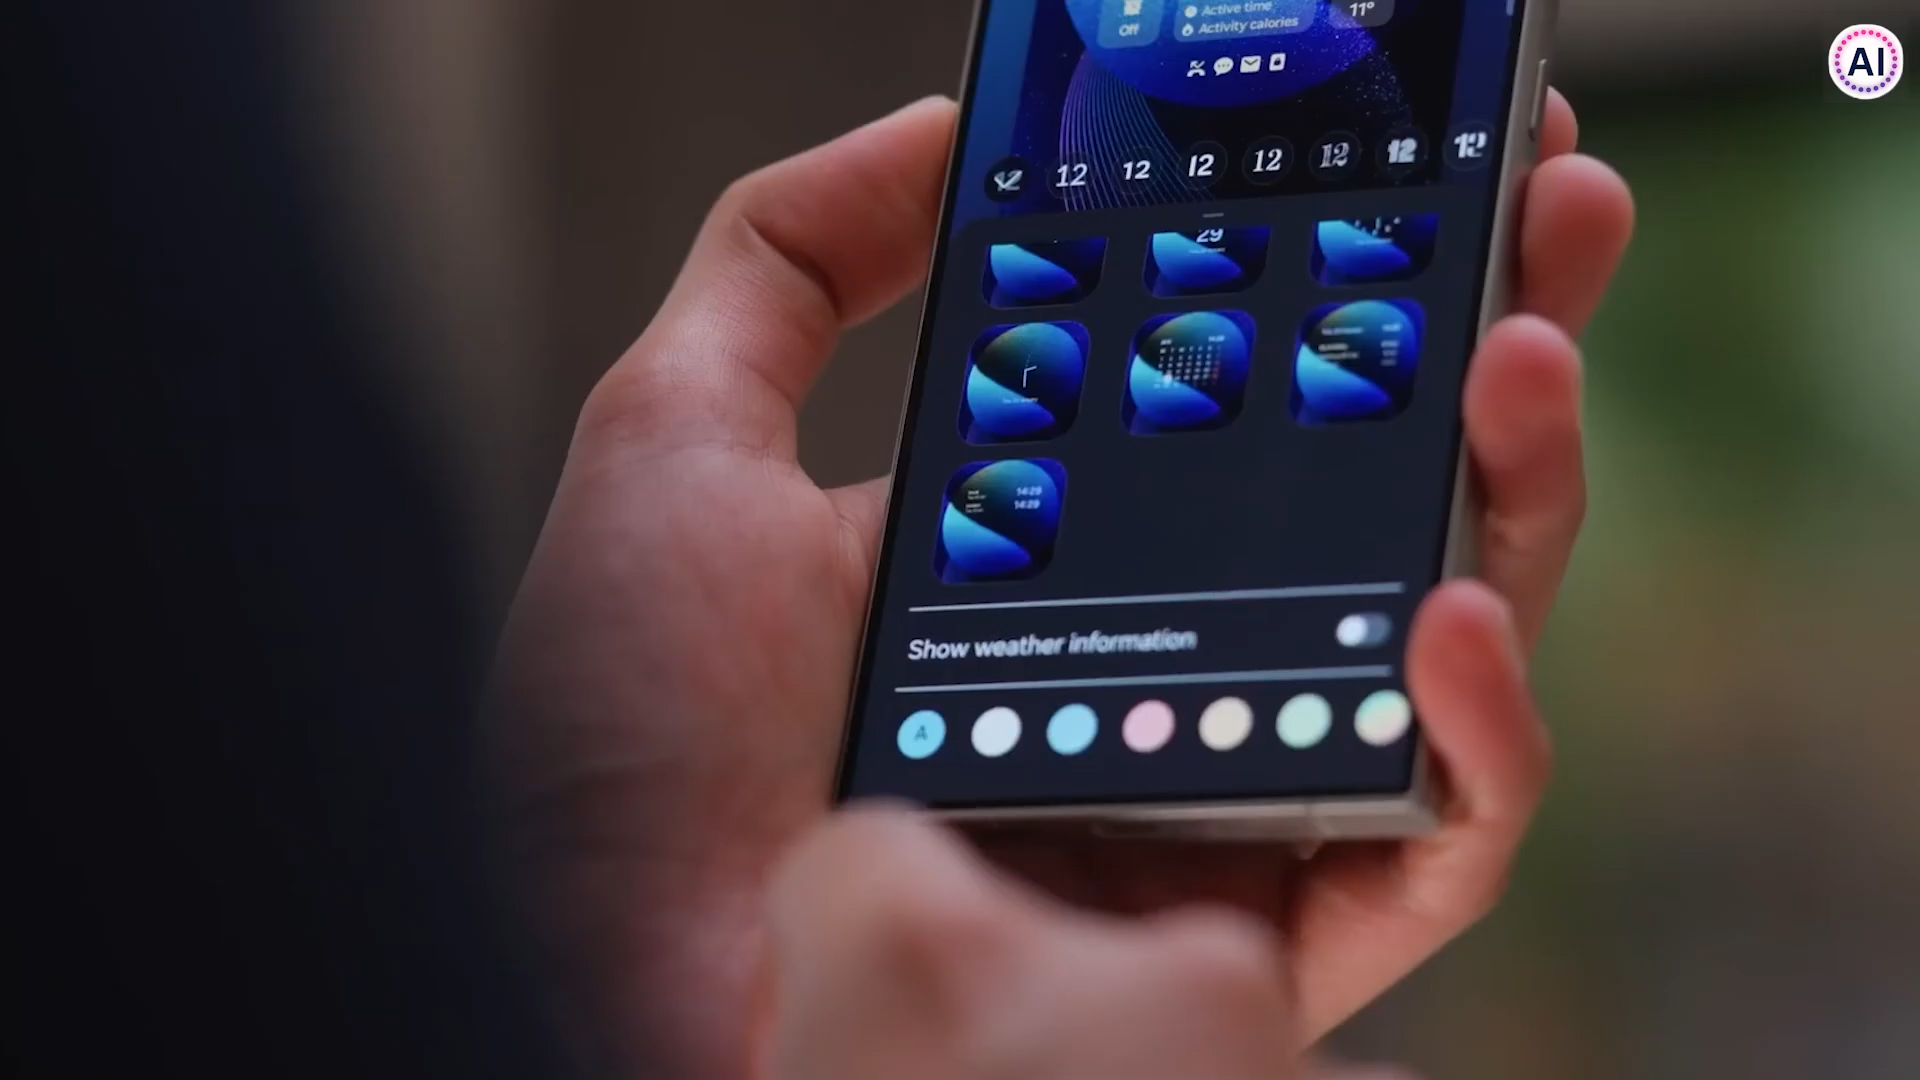 AI
Active time
11°
Off
Activity calories
12 12 12 12 12 12 12 12
29
14:29
14:29
Show weather information
A